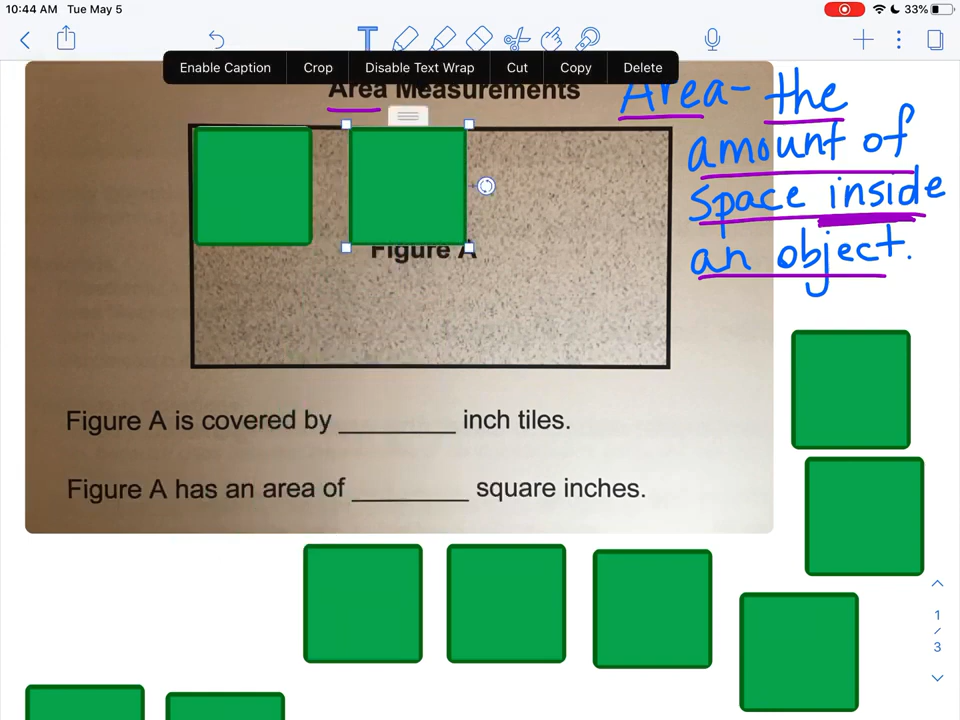 10:44 AM Tue May 5
33%
Enable Caption Crop Disable Text Wrap Cut Copy Delete
Area Measurements
Area- the
amount of
space inside
an object.
Figure A
Figure A is covered by ________ inch tiles.
Figure A has an area of ________ square inches.
1
/
3